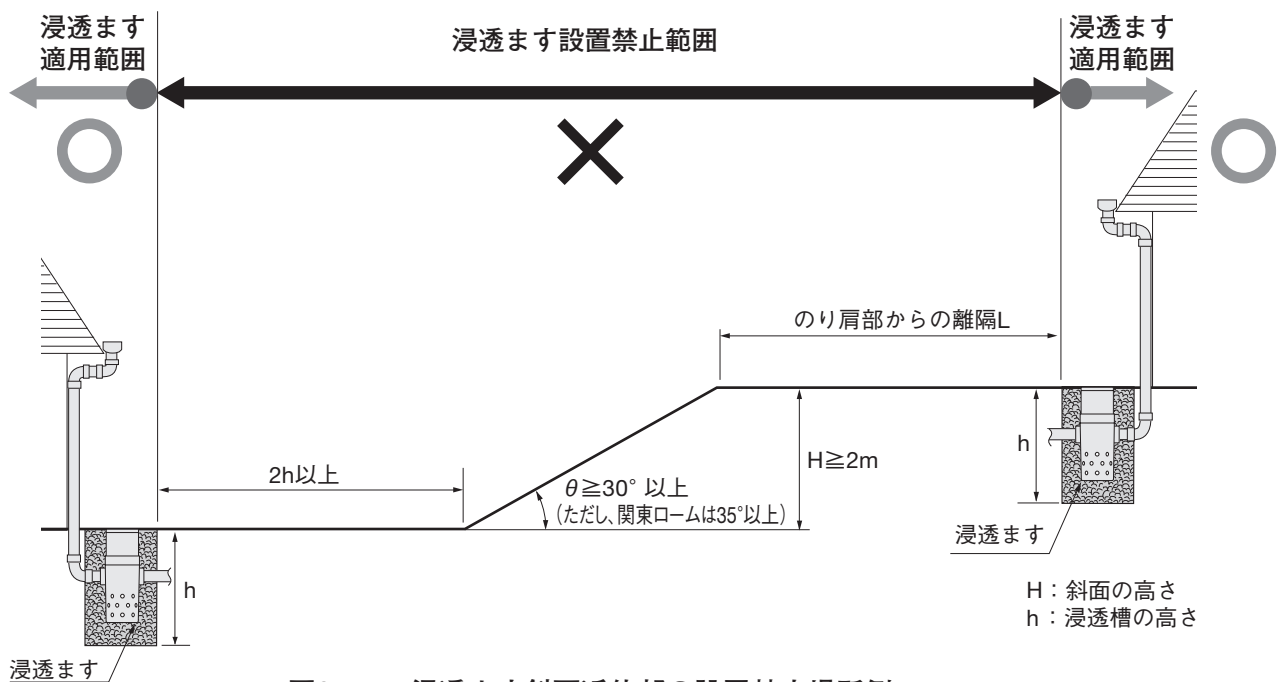 浸透ます
適用範囲
浸透ます設置禁止範囲
浸透ます
適用範囲
のり肩部からの離隔L
2h以上
θ≧30°以上
(ただし、関東ロームは35°以上)
H≧2m
h
浸透ます
h
浸透ます
H：斜面の高さ
h：浸透槽の高さ